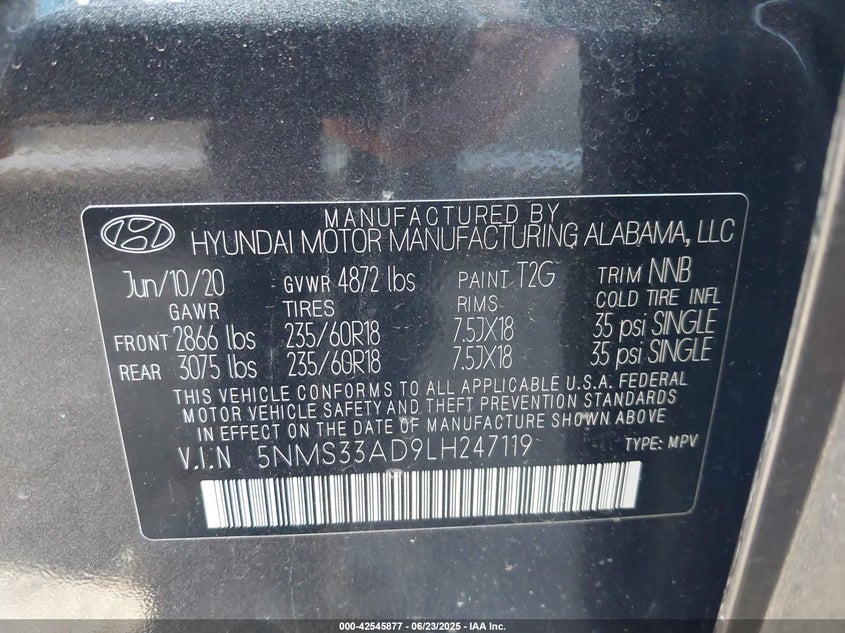 MANUFACTURED BY
HYUNDAI MOTOR MANUFACTURING ALABAMA, LLC
Jun/10/20 GVWR 4872 lbs PAINT T2G TRIM NNB
GAWR TIRES RIMS COLD TIRE INFL
FRONT 2866 lbs 235/60R18 7.5JX18 35 psi SINGLE
REAR 3075 lbs 235/60R18 7.5JX18 35 psi SINGLE
THIS VEHICLE CONFORMS TO ALL APPLICABLE U.S.A. FEDERAL
MOTOR VEHICLE SAFETY AND THEFT PREVENTION STANDARDS
IN EFFECT ON THE DATE OF MANUFACTURE SHOWN ABOVE
V.I.N 5NMS33AD9LH247119 TYPE: MPV
000-42545877 - 06/23/2025 - IAA Inc.